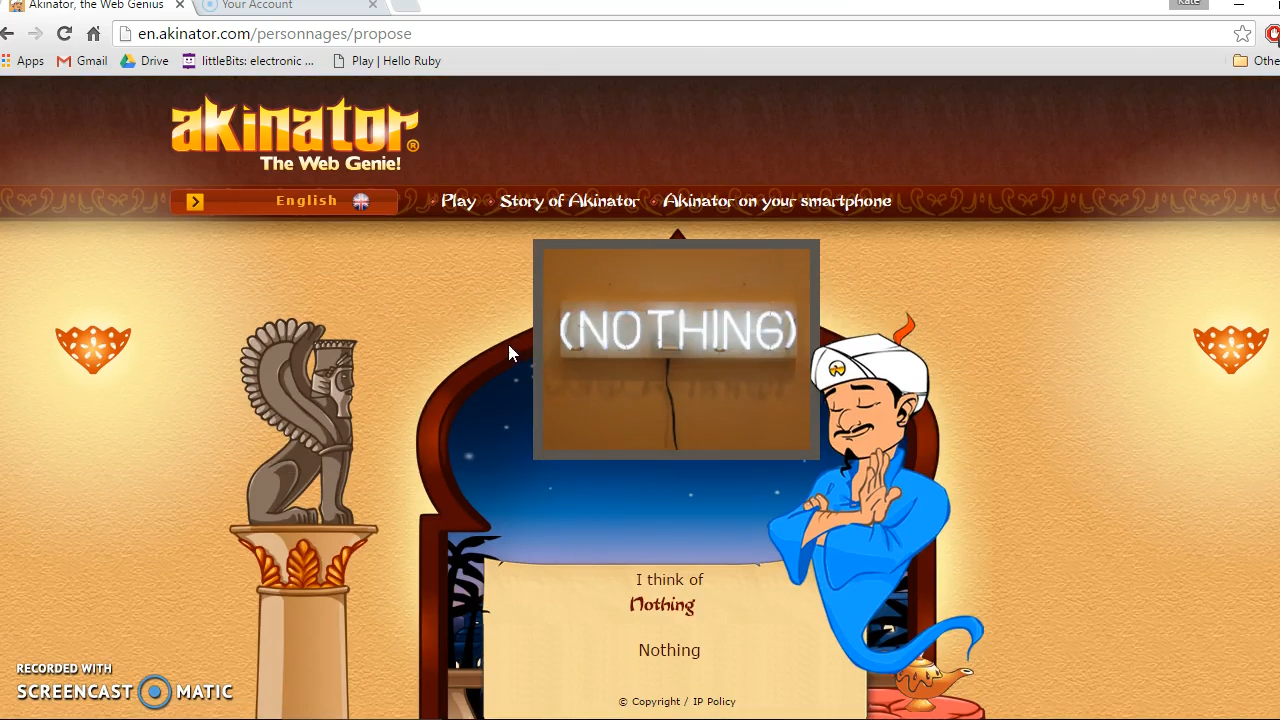 Akinator, the Web Genius
Your Account
Kate
en.akinator.com/personnages/propose
Apps
Gmail
Drive
littleBits: electronic ...
Play | Hello Ruby
Othe
akinator®
The Web Genie!
English
Play
Story of Akinator
Akinator on your smartphone
(NOTHING)
I think of
Nothing
Nothing
© Copyright / IP Policy
RECORDED WITH
SCREENCAST MATIC